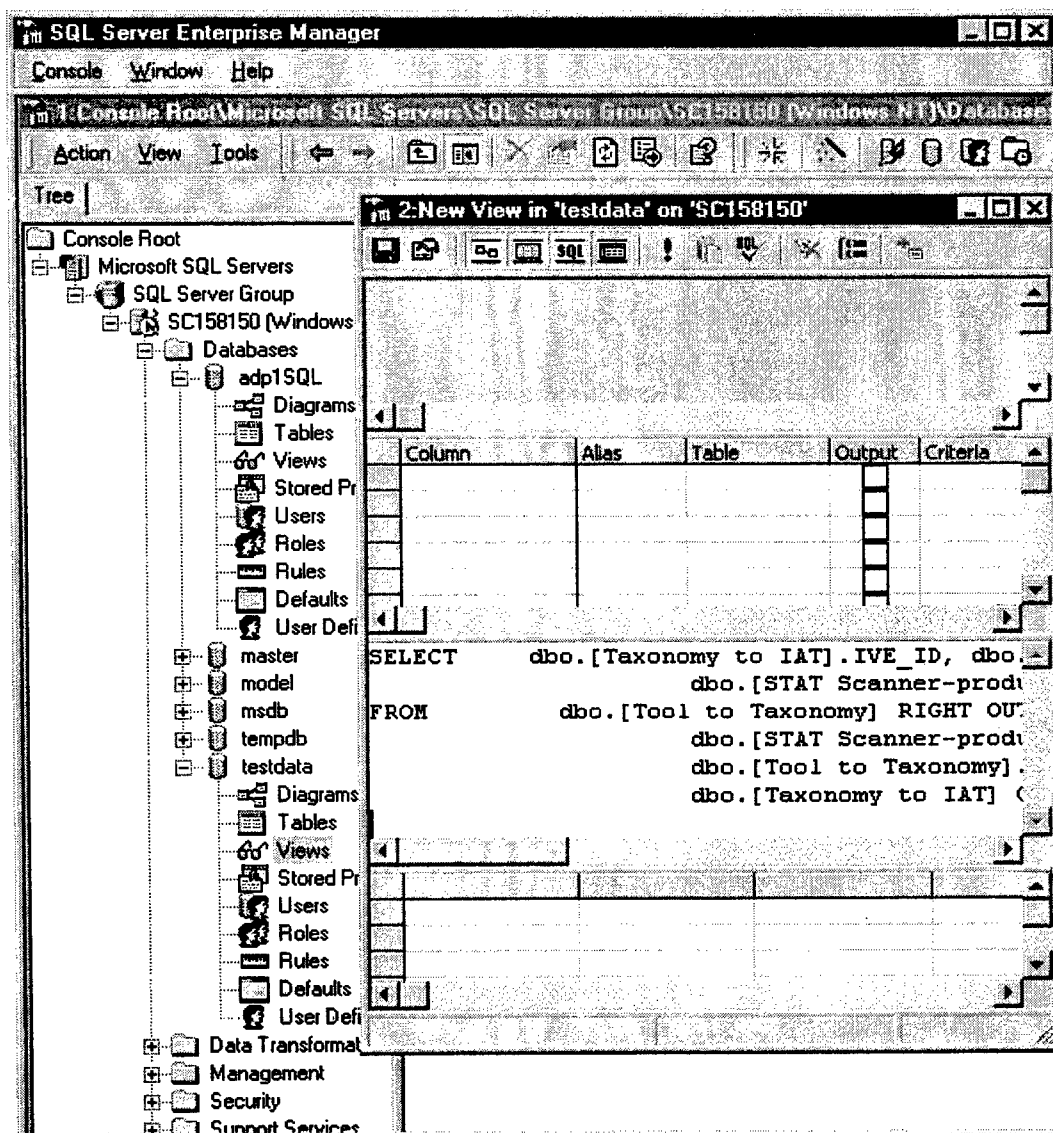 SQL Server Enterprise Manager
Console Window Help
1:Console Root\Microsoft SQL Servers\SQL Server Group\SC158150 (Windows NT)\Databases
Action View Tools
Tree
2:New View in 'testdata' on 'SC158150'
Console Root
Microsoft SQL Servers
SQL Server Group
SC158150 (Windows
Databases
adp1SQL
Diagrams
Tables
Views
Stored Pr
Users
Roles
Rules
Defaults
User Defi
master
model
msdb
tempdb
testdata
Diagrams
Tables
Views
Stored Pr
Users
Roles
Rules
Defaults
User Defi
Data Transformat
Management
Security
Support Services
SQL
SQL
Column Alias Table Output Criteria
SELECT dbo.[Taxonomy to IAT].IVE_ID, dbo.
dbo.[STAT Scanner-produ
FROM dbo.[Tool to Taxonomy] RIGHT OU
dbo.[STAT Scanner-produ
dbo.[Tool to Taxonomy].
dbo.[Taxonomy to IAT]